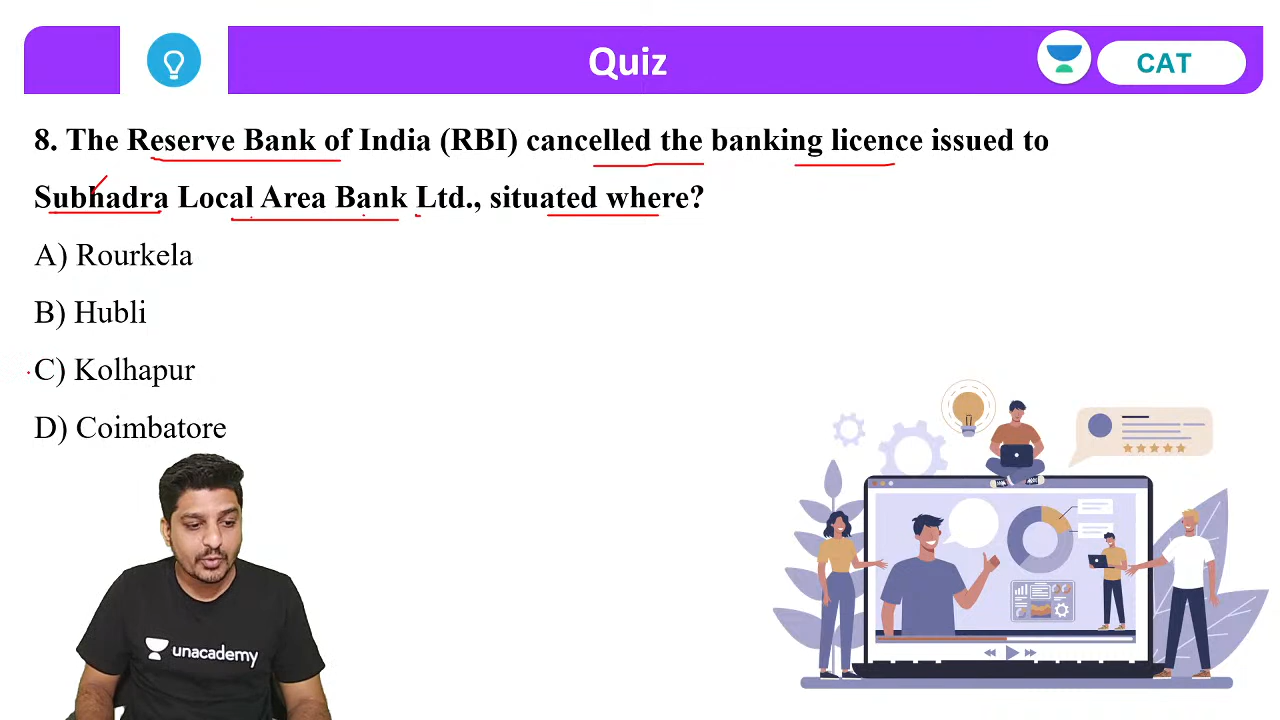 Quiz
CAT
8. The Reserve Bank of India (RBI) cancelled the banking licence issued to
Subhadra Local Area Bank Ltd., situated where?
A) Rourkela
B) Hubli
C) Kolhapur
D) Coimbatore
unacademy